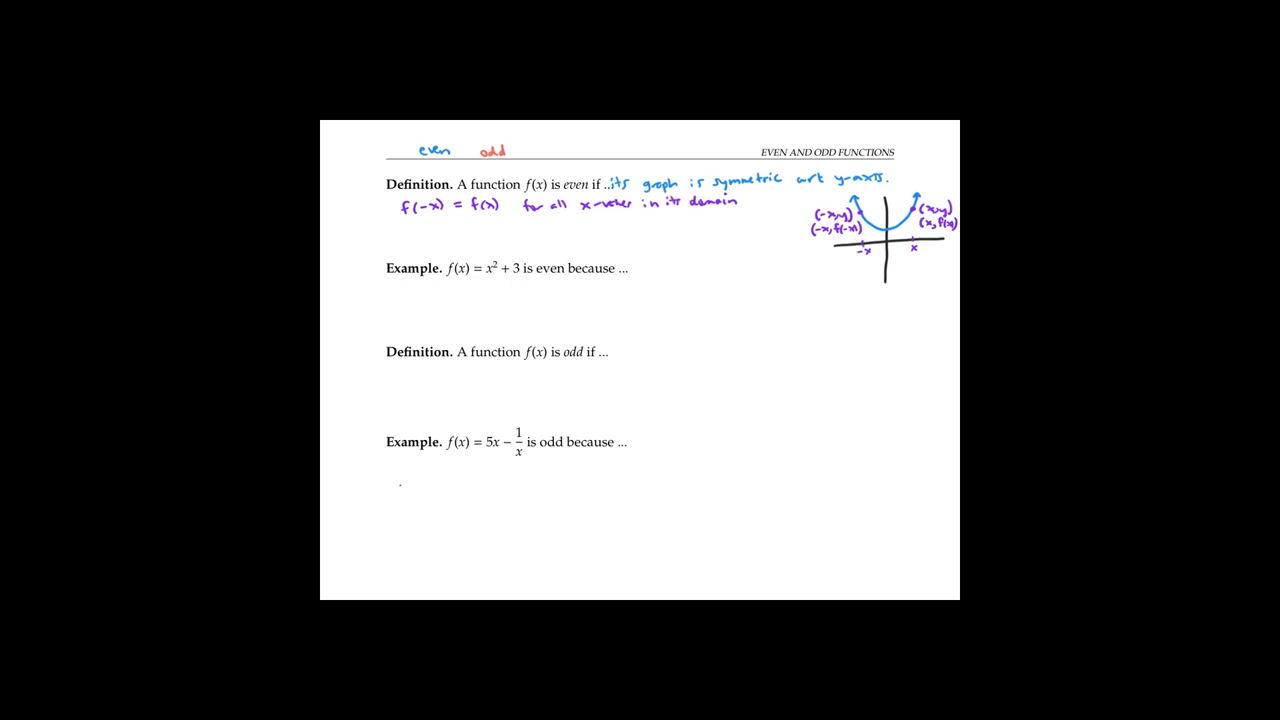 even odd EVEN AND ODD FUNCTIONS
Definition. A function f(x) is even if ..its graph is symmetric wrt y-axis.
f(-x) = f(x) for all x-values in its domain
(-x,y) (x,y)
(-x, f(-x)) (x, f(x))
-x x
Example. f(x) = x² + 3 is even because ...
Definition. A function f(x) is odd if ...
Example. f(x) = 5x − 1/x is odd because ...